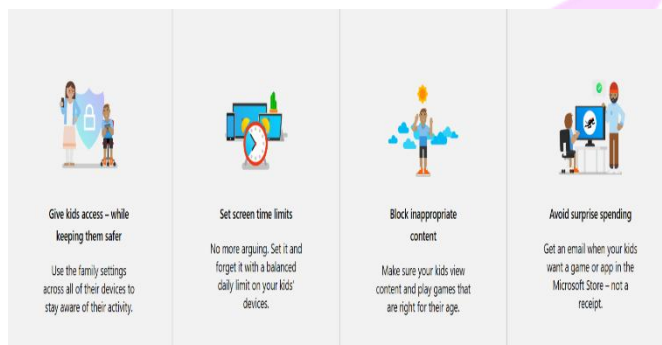 Give kids access – while
keeping them safer
Use the family settings
across all of their devices to
stay aware of their activity.
Set screen time limits
No more arguing. Set it and
forget it with a balanced
daily limit on your kids'
devices.
Block inappropriate
content
Make sure your kids view
content and play games that
are right for their age.
Avoid surprise spending
Get an email when your kids
want a game or app in the
Microsoft Store – not a
receipt.